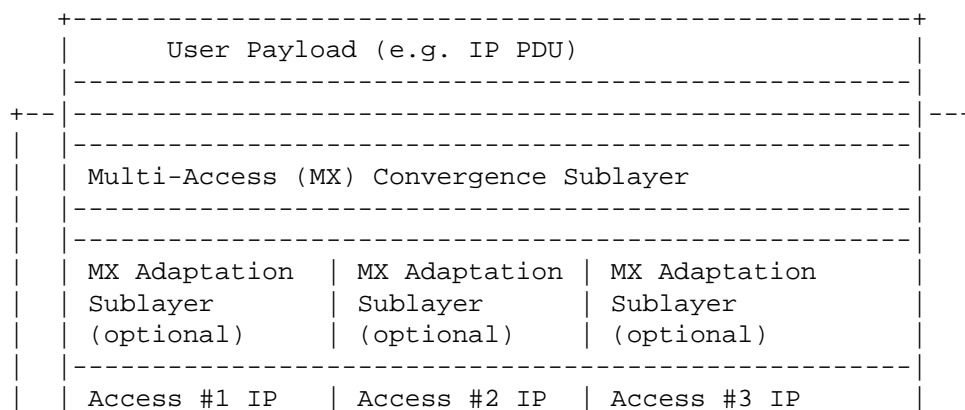 +-----------------------------------------------------+
|      User Payload (e.g. IP PDU)                     |
|-----------------------------------------------------|
+--|-----------------------------------------------------|---
|  |-----------------------------------------------------|
|  | Multi-Access (MX) Convergence Sublayer              |
|  |-----------------------------------------------------|
|  |-----------------------------------------------------|
|  | MX Adaptation  | MX Adaptation | MX Adaptation      |
|  | Sublayer       | Sublayer      | Sublayer           |
|  | (optional)     | (optional)    | (optional)         |
|  |-----------------------------------------------------|
|  | Access #1 IP   | Access #2 IP  | Access #3 IP       |